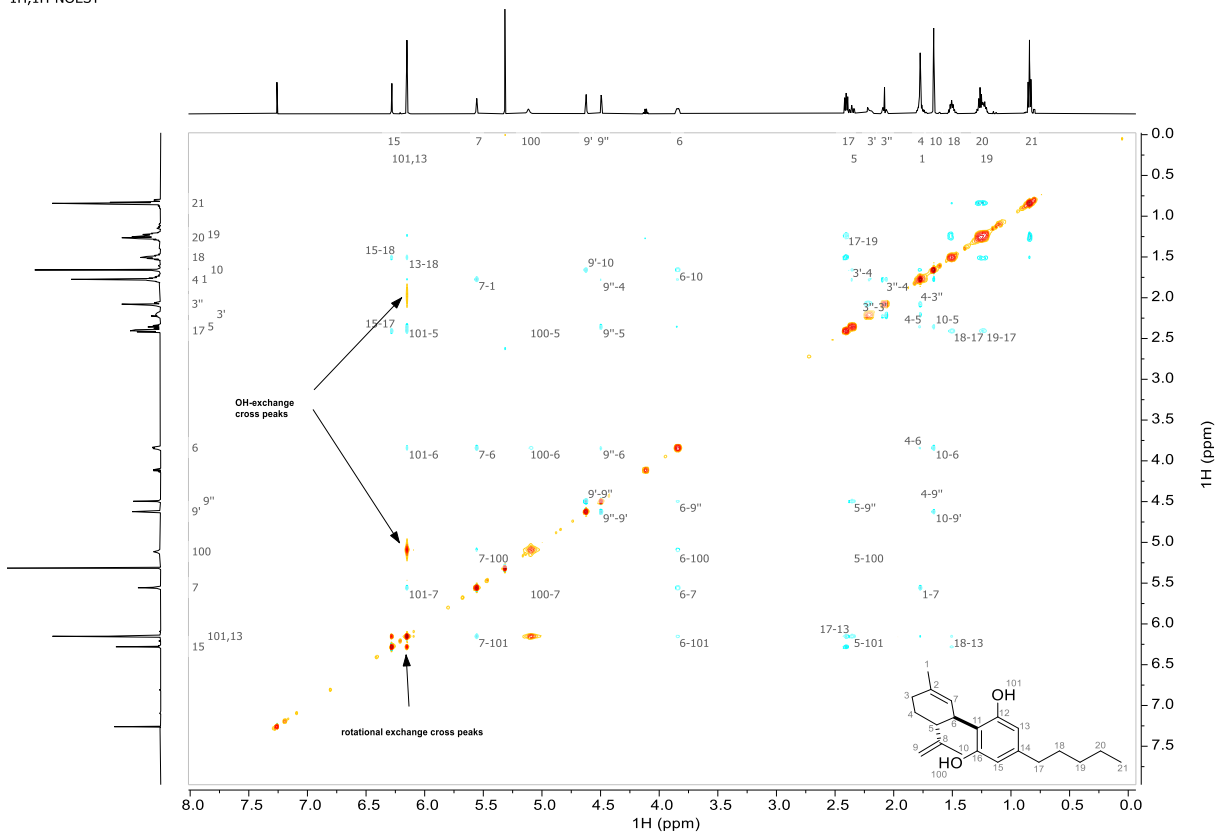 1H,1H-NOESY
15 7 100 9' 9" 6 17 3' 3" 4 10 18 20 21
101,13 5 1 19
0.0
0.5
21
1.0
20 19
17-19
15-18 13-18
18
1.5
10
9'-10 6-10 3'-4
4 1
7-1 9"-4 3"-4
3"
4-3"
2.0
3'
3"-3'
5
15-17 101-5 100-5 9"-5 4-5 10-5
17
18-17 19-17
2.5
3.0
OH-exchange
cross peaks
3.5
6
101-6 7-6 100-6 9"-6 4-6 10-6
4.0
9'-9" 4-9"
9"
6-9" 5-9"
4.5
9'
9"-9' 10-9'
100
7-100 6-100 5-100
5.0
7
101-7 100-7 6-7 1-7
5.5
101,13
17-13
6.0
15
7-101 6-101 5-101 18-13
6.5
rotational exchange cross peaks
7.0
7.5
1H (ppm)
1 2 3 4 5 6 7 8 9 10 11 12 13 14 15 16 17 18 19 20 21
OH 101
HO 100
8.0 7.5 7.0 6.5 6.0 5.5 5.0 4.5 4.0 3.5 3.0 2.5 2.0 1.5 1.0 0.5 0.0
1H (ppm)